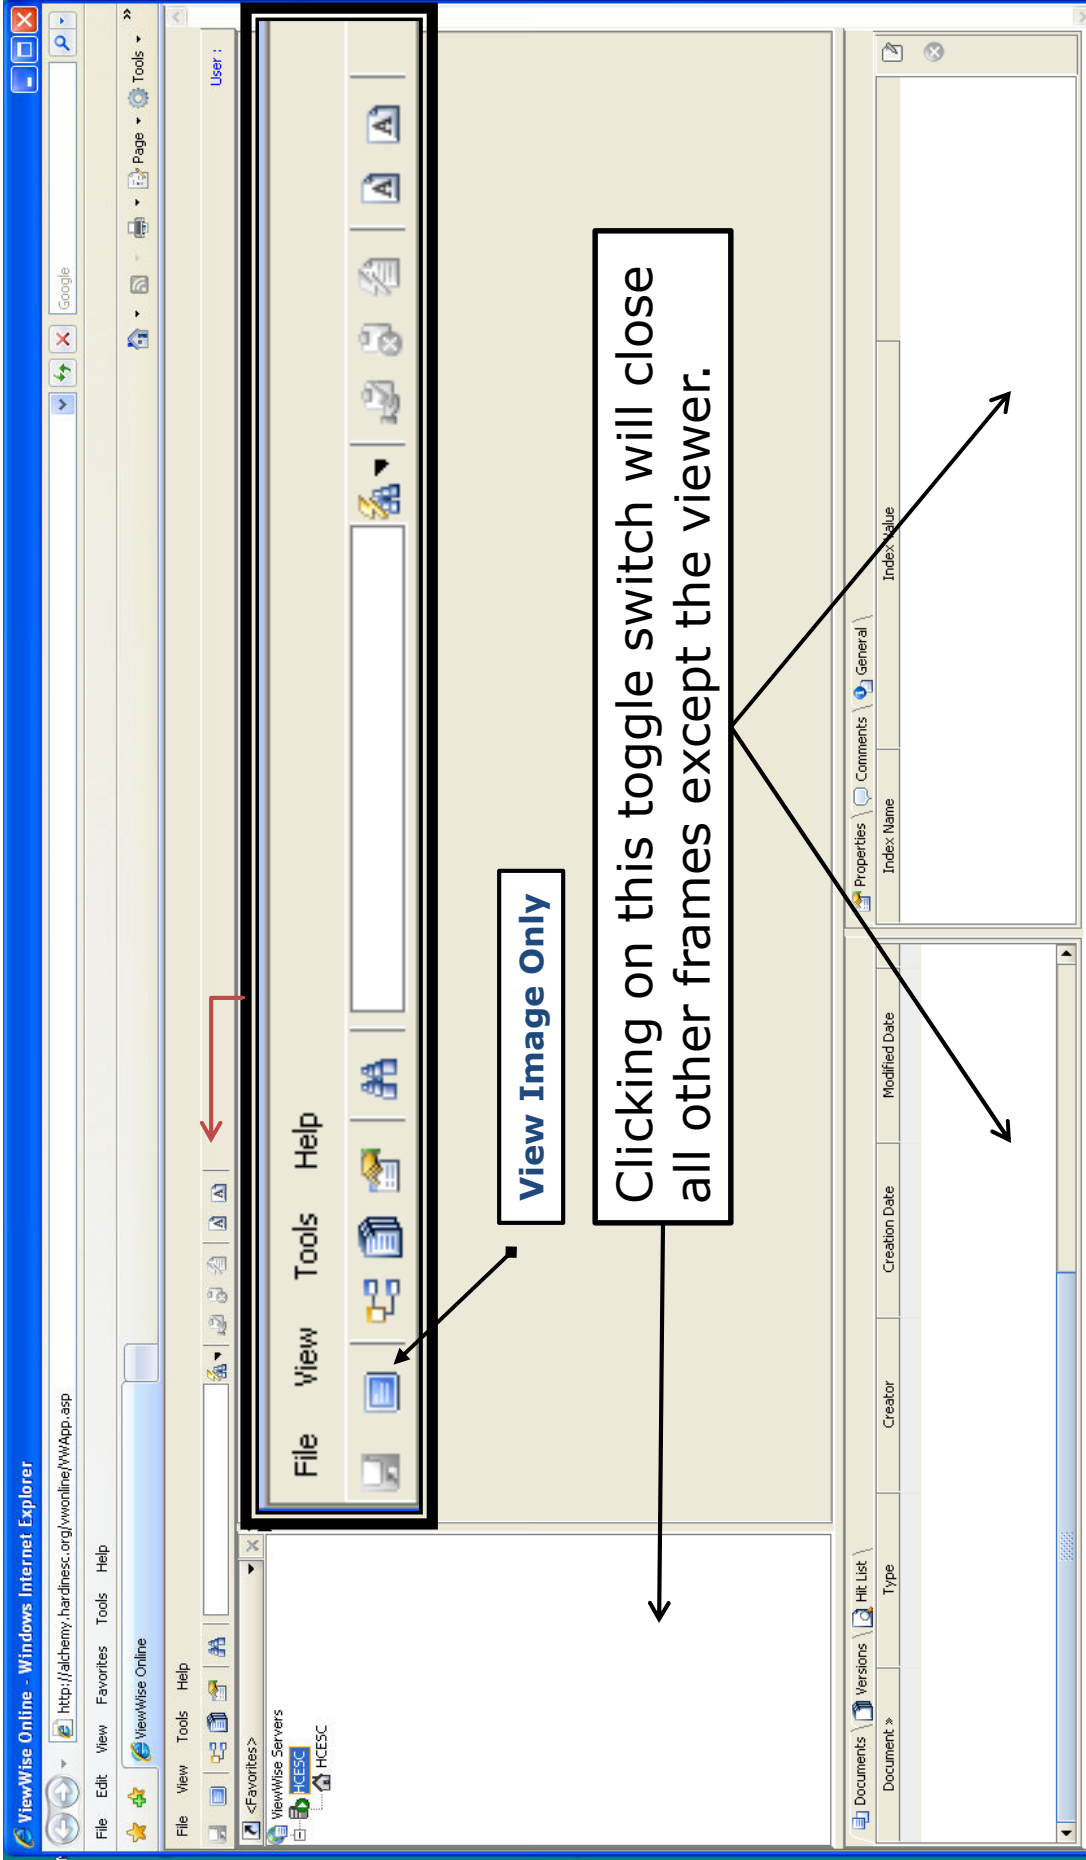 ViewWise Online - Windows Internet Explorer
http://alchemy.hardinesc.org/vwonline/VWApp.asp
Google
File Edit View Favorites Tools Help
ViewWise Online
Page Tools »
File View Tools Help
User :
<Favorites>
ViewWise Servers
HCESC
HCESC
File View Tools Help
View Image Only
Clicking on this toggle switch will close
all other frames except the viewer.
Documents Versions Hit List
Document » Type Creator Creation Date Modified Date
Properties Comments General
Index Name Index Value